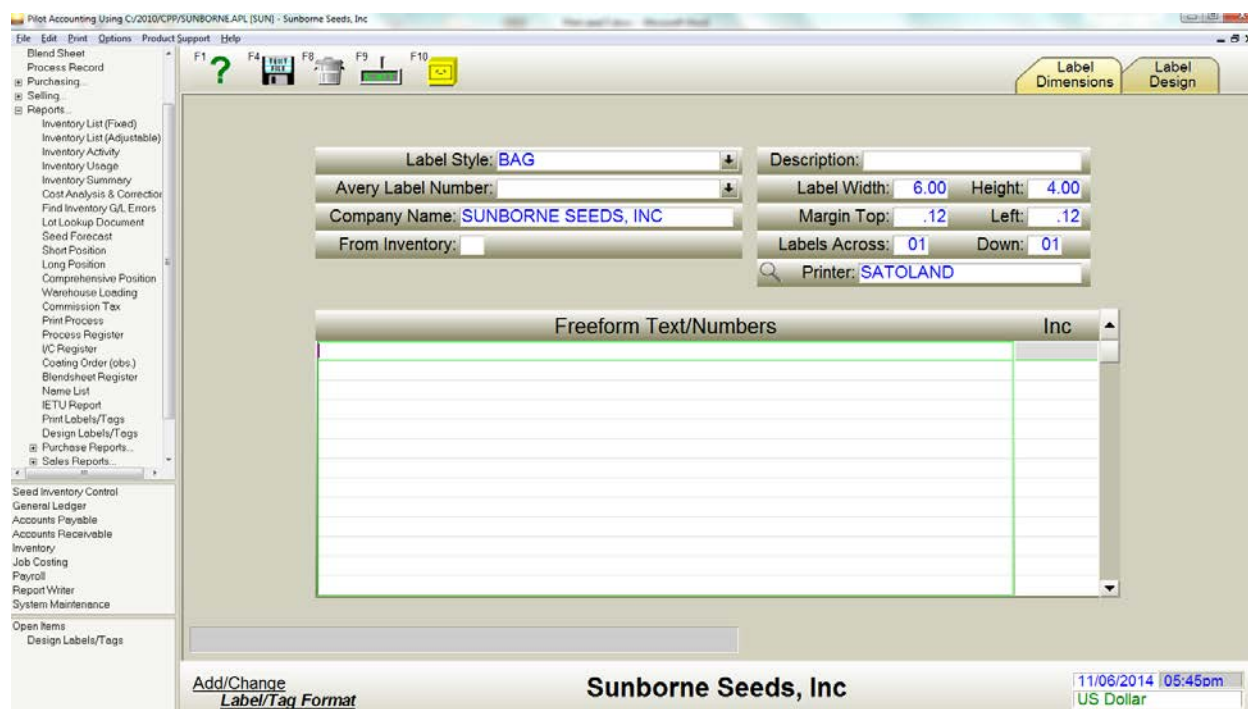 Pilot Accounting Using C:/2010/CPP/SUNBORNE.APL [SUN] - Sunborne Seeds, Inc
File Edit Print Options Product Support Help
Blend Sheet
Process Record
Purchasing...
Selling...
Reports...
Inventory List (Fixed)
Inventory List (Adjustable)
Inventory Activity
Inventory Usage
Inventory Summary
Cost Analysis & Correction
Find Inventory G/L Errors
Lot Lookup Document
Seed Forecast
Short Position
Long Position
Comprehensive Position
Warehouse Loading
Commission Tax
Print Process
Process Register
I/C Register
Coating Order (obs.)
Blendsheet Register
Name List
IETU Report
Print Labels/Tags
Design Labels/Tags
Purchase Reports...
Sales Reports...
Seed Inventory Control
General Ledger
Accounts Payable
Accounts Receivable
Inventory
Job Costing
Payroll
Report Writer
System Maintenance
Open Items
Design Labels/Tags
F1 F4 F8 F9 F10
Label Dimensions
Label Design
Label Style: BAG
Avery Label Number:
Company Name: SUNBORNE SEEDS, INC
From Inventory:
Description:
Label Width: 6.00 Height: 4.00
Margin Top: .12 Left: .12
Labels Across: 01 Down: 01
Printer: SATOLAND
Freeform Text/Numbers Inc
Add/Change
Label/Tag Format
Sunborne Seeds, Inc
11/06/2014 05:45pm
US Dollar